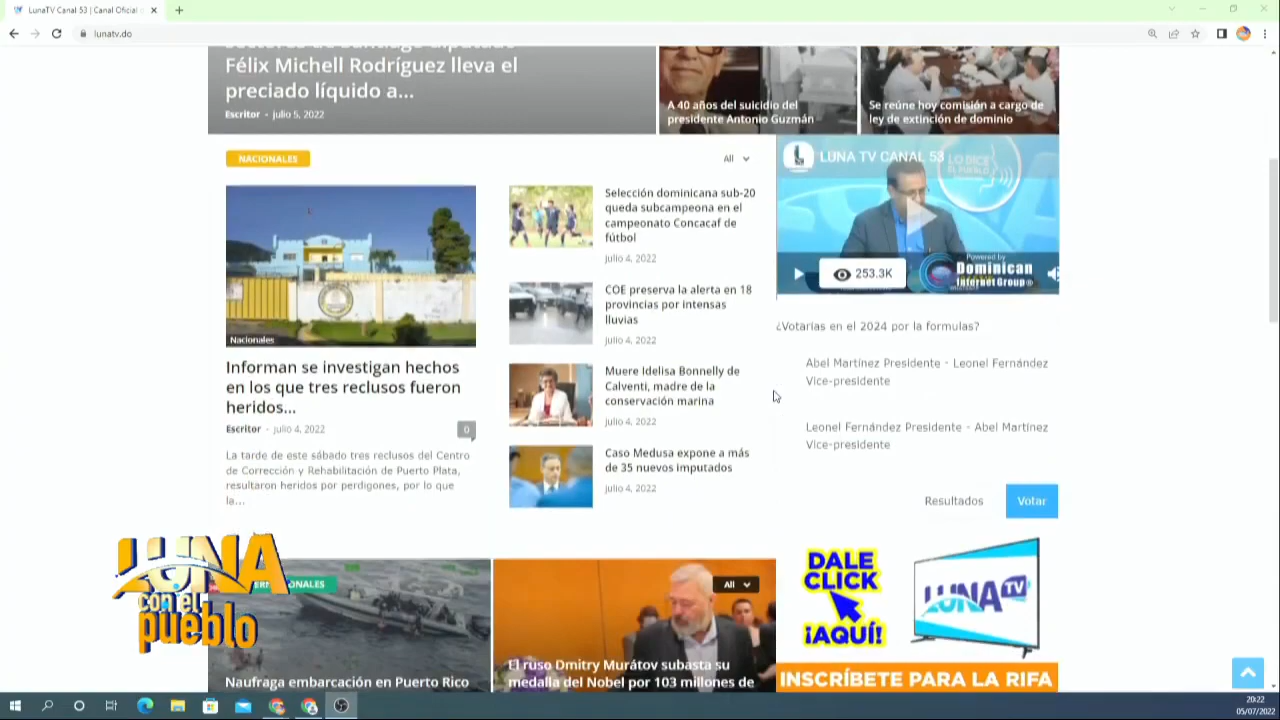 LunaTV Canal 53 | Canal Oficial
lunatv.do
Félix Michell Rodríguez lleva el
preciado líquido a...
Escritor - julio 5, 2022
A 40 años del suicidio del
presidente Antonio Guzmán
Se reúne hoy comisión a cargo de
ley de extinción de dominio
NACIONALES
All
Nacionales
Informan se investigan hechos
en los que tres reclusos fueron
heridos...
Escritor - julio 4, 2022
0
La tarde de este sábado tres reclusos del Centro
de Corrección y Rehabilitación de Puerto Plata,
resultaron heridos por perdigones, por lo que
la...
Selección dominicana sub-20
queda subcampeona en el
campeonato Concacaf de
fútbol
julio 4, 2022
COE preserva la alerta en 18
provincias por intensas
lluvias
julio 4, 2022
Muere Idelisa Bonnelly de
Calventi, madre de la
conservación marina
julio 4, 2022
Caso Medusa expone a más
de 35 nuevos imputados
julio 4, 2022
LUNA TV CANAL 53
LO DICE
EL PUEBLO
253.3K
Powered by
Dominican
Internet Group®
¿Votarías en el 2024 por la formulas?
Abel Martínez Presidente - Leonel Fernández
Vice-presidente
Leonel Fernández Presidente - Abel Martínez
Vice-presidente
Resultados
Votar
LUNA
con el
pueblo
Naufraga embarcación en Puerto Rico
All
El ruso Dmitry Murátov subasta su
medalla del Nobel por 103 millones de
DALE
CLICK
¡AQUÍ!
LUNA TV
INSCRÍBETE PARA LA RIFA
20:22
05/07/2022